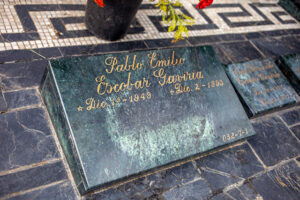 Pablo Emilio
Escobar Gaviria
Dic. 1- 1949 Dic. 2- 1993